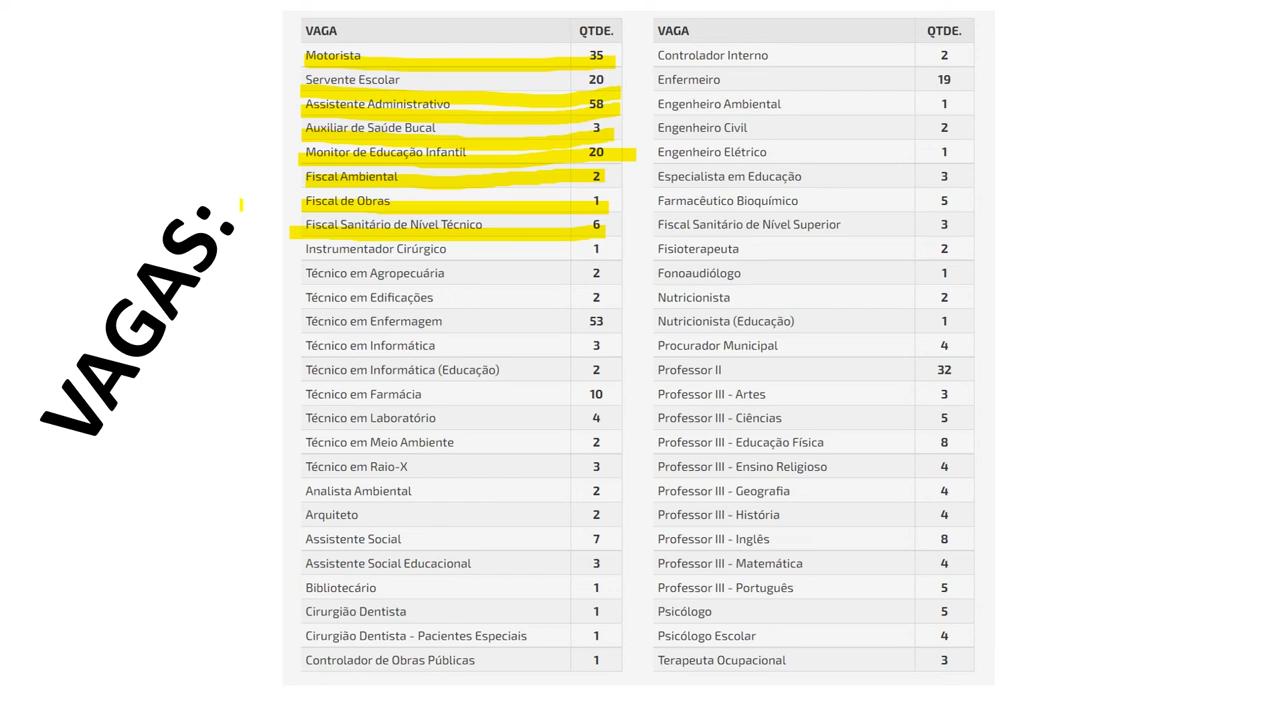 VAGAS:
VAGA QTDE.
Motorista 35
Servente Escolar 20
Assistente Administrativo 58
Auxiliar de Saúde Bucal 3
Monitor de Educação Infantil 20
Fiscal Ambiental 2
Fiscal de Obras 1
Fiscal Sanitário de Nível Técnico 6
Instrumentador Cirúrgico 1
Técnico em Agropecuária 2
Técnico em Edificações 2
Técnico em Enfermagem 53
Técnico em Informática 3
Técnico em Informática (Educação) 2
Técnico em Farmácia 10
Técnico em Laboratório 4
Técnico em Meio Ambiente 2
Técnico em Raio-X 3
Analista Ambiental 2
Arquiteto 2
Assistente Social 7
Assistente Social Educacional 3
Bibliotecário 1
Cirurgião Dentista 1
Cirurgião Dentista - Pacientes Especiais 1
Controlador de Obras Públicas 1
VAGA QTDE.
Controlador Interno 2
Enfermeiro 19
Engenheiro Ambiental 1
Engenheiro Civil 2
Engenheiro Elétrico 1
Especialista em Educação 3
Farmacêutico Bioquímico 5
Fiscal Sanitário de Nível Superior 3
Fisioterapeuta 2
Fonoaudiólogo 1
Nutricionista 2
Nutricionista (Educação) 1
Procurador Municipal 4
Professor II 32
Professor III - Artes 3
Professor III - Ciências 5
Professor III - Educação Física 8
Professor III - Ensino Religioso 4
Professor III - Geografia 4
Professor III - História 4
Professor III - Inglês 8
Professor III - Matemática 4
Professor III - Português 5
Psicólogo 5
Psicólogo Escolar 4
Terapeuta Ocupacional 3